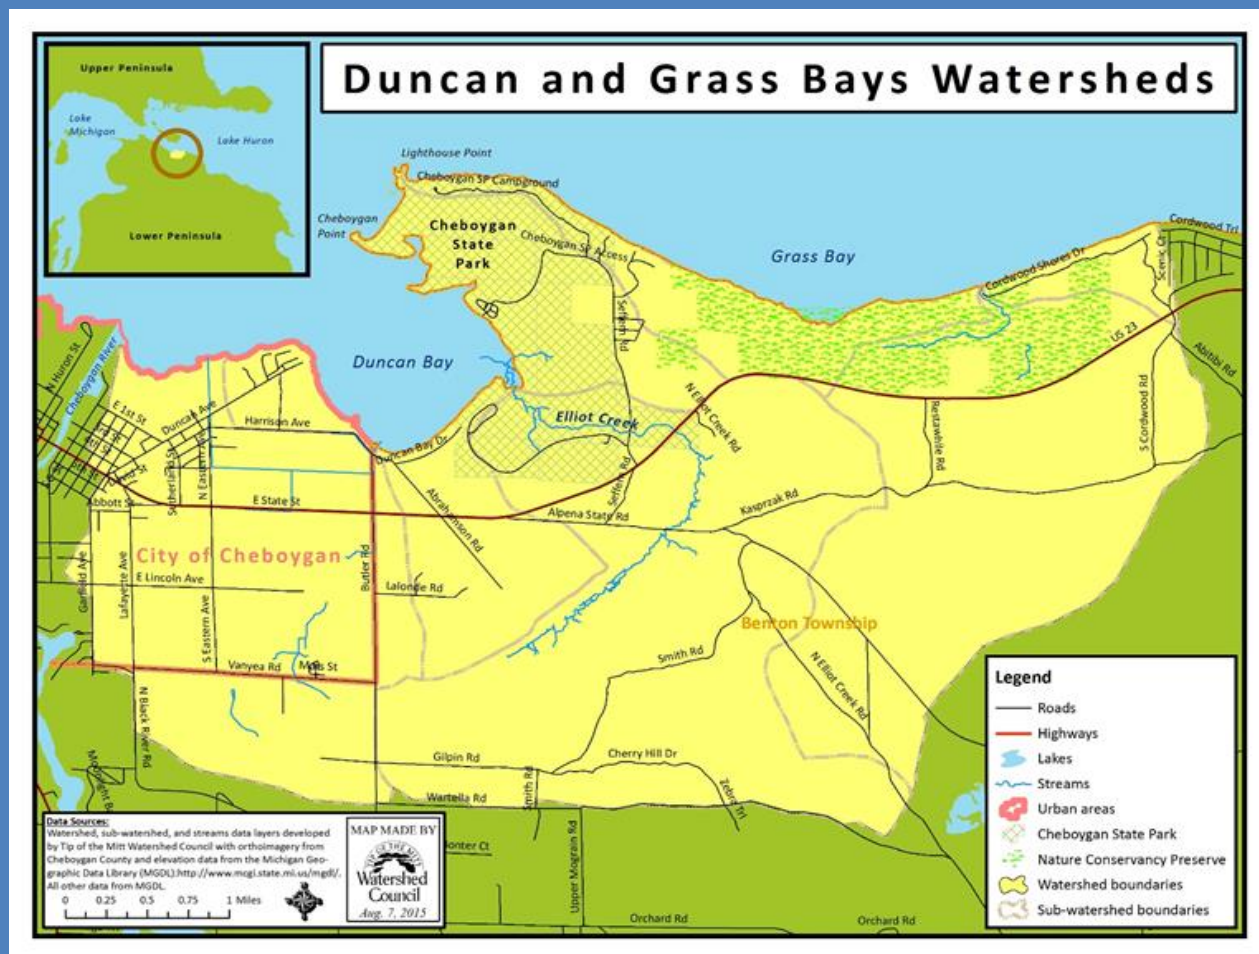 Duncan and Grass Bays Watersheds
Upper Peninsula
Lake
Michigan
Lake Huron
Lower Peninsula
Lighthouse Point
Cheboygan SP Campground
Cheboygan
Point
Cheboygan
State
Park
Cheboygan SP Access
Grass Bay
Cordwood Trl
Cordwood Shores Dr
Scenic Ct
US 23
Abitibi Rd
Seffern Rd
Duncan Bay
N Huron St
Cheboygan River
E 1st St
Duncan Ave
Harrison Ave
Duncan Bay Dr
Elliot Creek
N Elliot Creek Rd
Restawhile Rd
S Cordwood Rd
Sutherland St
N Eastern Ave
Abbott St
E State St
Abrahamson Rd
Seffern Rd
Alpena State Rd
Kasprzak Rd
City of Cheboygan
Garfield Ave
Lafayette Ave
E Lincoln Ave
Butler Rd
Lalonde Rd
S Eastern Ave
Benton Township
Vanyea Rd
Smith Rd
N Elliot Creek Rd
N Black River Rd
Gilpin Rd
Cherry Hill Dr
Smith Rd
Wartella Rd
Upper Mograin Rd
Orchard Rd
Orchard Rd
Legend
Roads
Highways
Lakes
Streams
Urban areas
Cheboygan State Park
Nature Conservancy Preserve
Watershed boundaries
Sub-watershed boundaries
Data Sources:
Watershed, sub-watershed, and streams data layers developed
by Tip of the Mitt Watershed Council with orthoimagery from
Cheboygan County and elevation data from the Michigan Geo-
graphic Data Library (MGDL):http://www.mcgi.state.mi.us/mgdl/.
All other data from MGDL.
0 0.25 0.5 0.75 1 Miles
MAP MADE BY
TIP OF THE MITT
Watershed
Council
Aug. 7, 2015